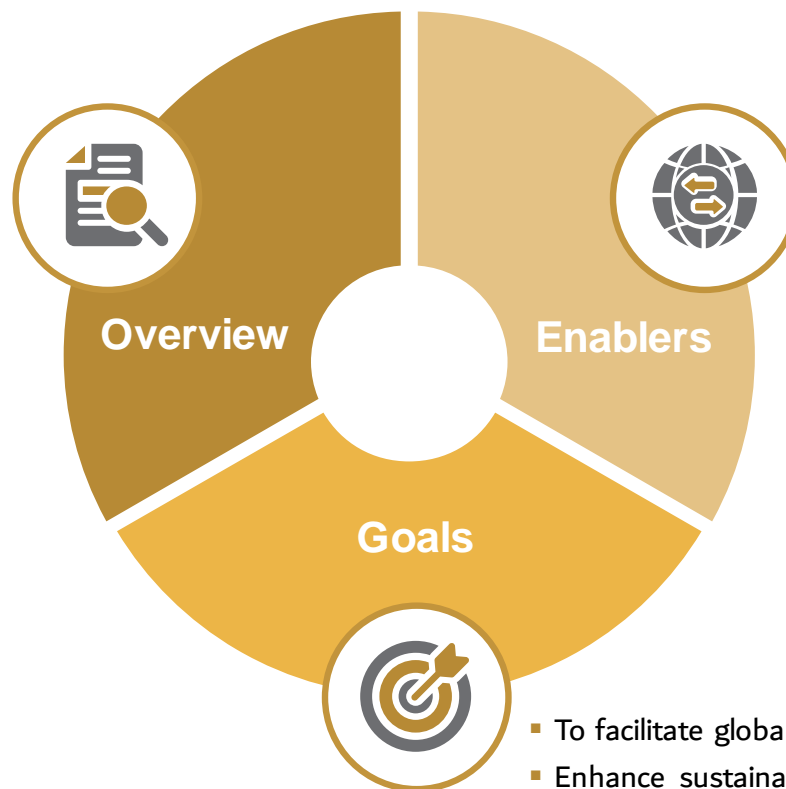 Overview
Enablers
Goals
▪ To facilitate globa
▪ Enhance sustaina